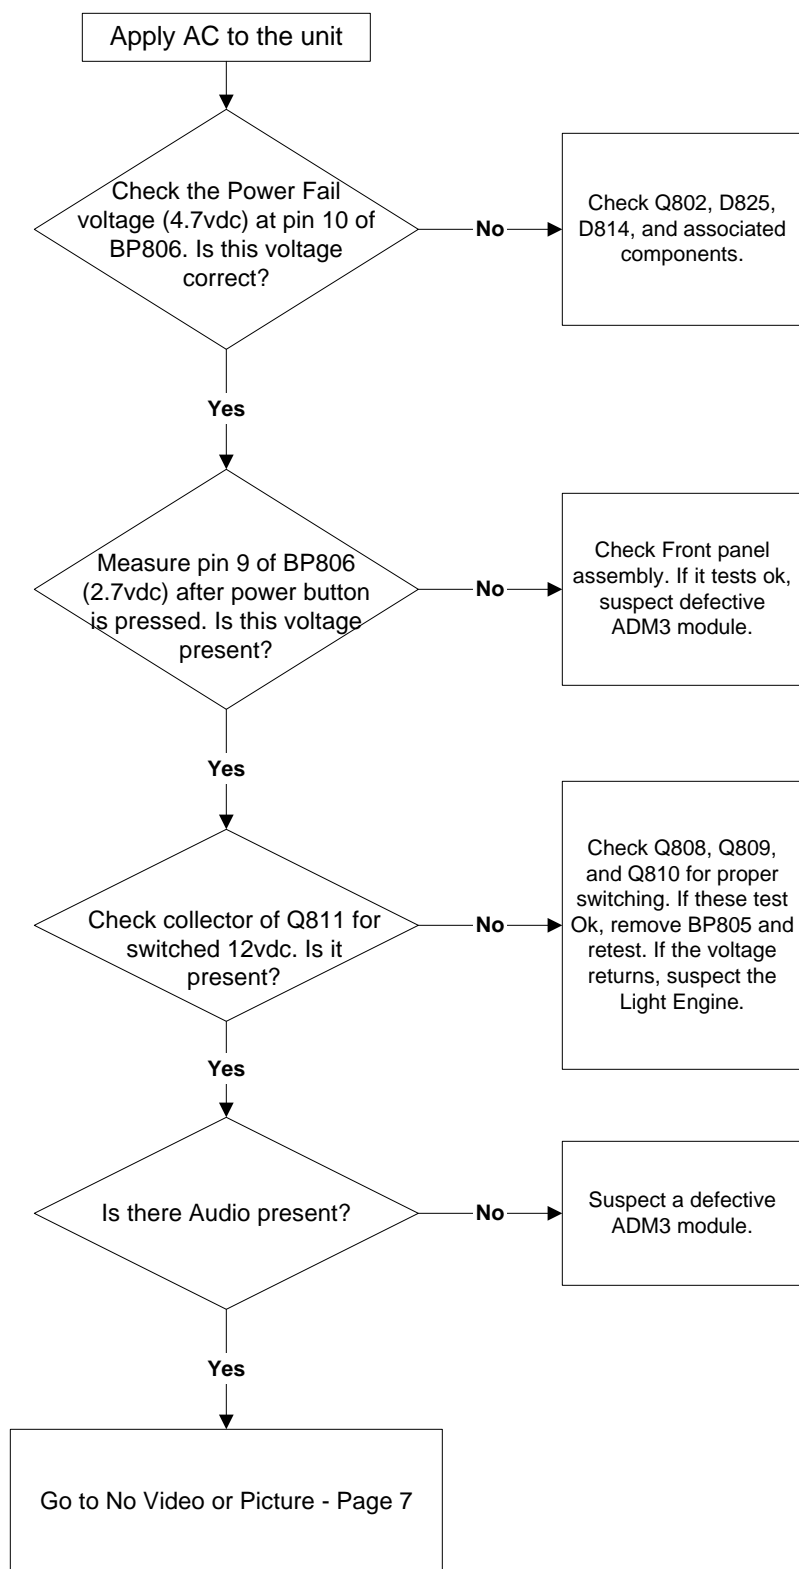 Apply AC to the unit
Check the Power Fail
voltage (4.7vdc) at pin 10 of
BP806. Is this voltage
correct?
No
Check Q802, D825,
D814, and associated
components.
Yes
Measure pin 9 of BP806
(2.7vdc) after power button
is pressed. Is this voltage
present?
No
Check Front panel
assembly. If it tests ok,
suspect defective
ADM3 module.
Yes
Check collector of Q811 for
switched 12vdc. Is it
present?
No
Check Q808, Q809,
and Q810 for proper
switching. If these test
Ok, remove BP805 and
retest. If the voltage
returns, suspect the
Light Engine.
Yes
Is there Audio present?
No
Suspect a defective
ADM3 module.
Yes
Go to No Video or Picture - Page 7